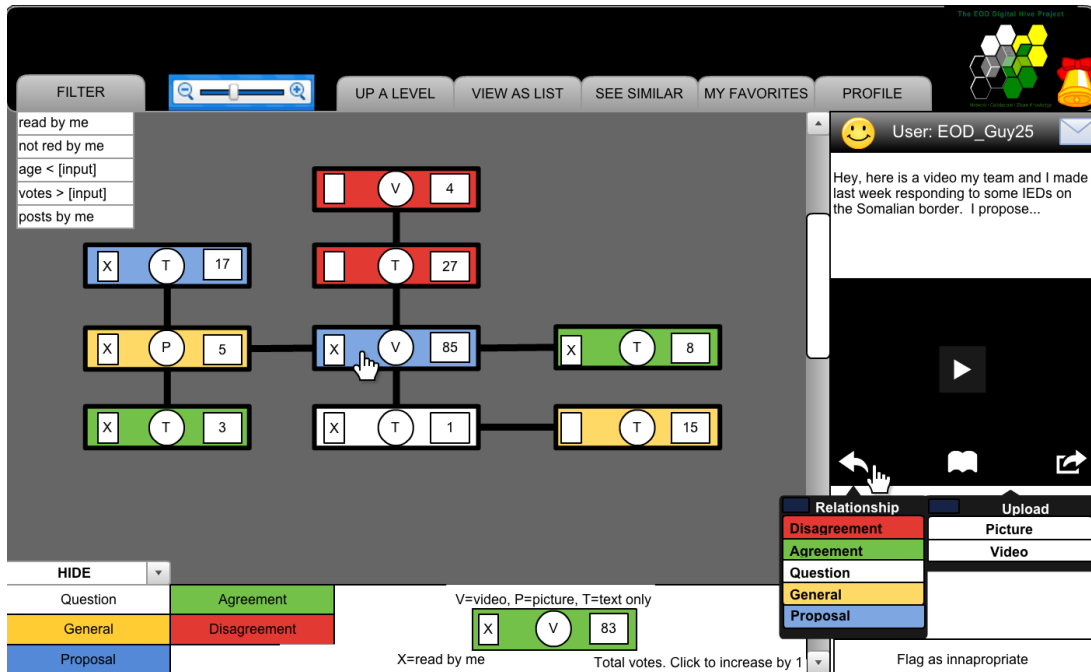 The EOD Digital Hive Project
FILTER
UP A LEVEL
VIEW AS LIST
SEE SIMILAR
MY FAVORITES
PROFILE
read by me
not red by me
age < [input]
votes > [input]
posts by me
User: EOD_Guy25
Hey, here is a video my team and I made
last week responding to some IEDs on
the Somalian border. I propose...
V 4
X T 17
T 27
X P 5
X V 85
X T 8
X T 3
X T 1
T 15
Relationship
Disagreement
Agreement
Question
General
Proposal
Upload
Picture
Video
HIDE
Question
Agreement
General
Disagreement
Proposal
V=video, P=picture, T=text only
X V 83
X=read by me
Total votes. Click to increase by 1
Flag as innapropriate